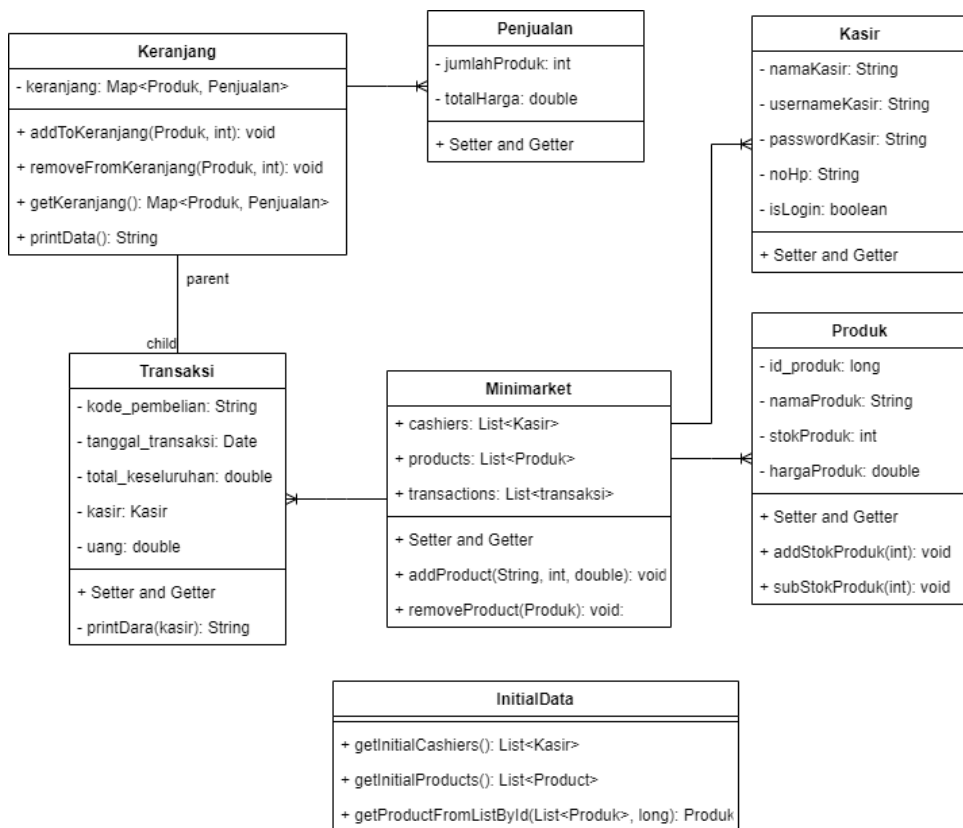 Keranjang
- keranjang: Map<Produk, Penjualan>
+ addToKeranjang(Produk, int): void
+ removeFromKeranjang(Produk, int): void
+ getKeranjang(): Map<Produk, Penjualan>
+ printData(): String
Penjualan
- jumlahProduk: int
- totalHarga: double
+ Setter and Getter
Kasir
- namaKasir: String
- usernameKasir: String
- passwordKasir: String
- noHp: String
- isLogin: boolean
+ Setter and Getter
parent
child
Transaksi
- kode_pembelian: String
- tanggal_transaksi: Date
- total_keseluruhan: double
- kasir: Kasir
- uang: double
+ Setter and Getter
- printDara(kasir): String
Minimarket
+ cashiers: List<Kasir>
+ products: List<Produk>
+ transactions: List<transaksi>
+ Setter and Getter
+ addProduct(String, int, double): void
+ removeProduct(Produk): void:
Produk
- id_produk: long
- namaProduk: String
- stokProduk: int
- hargaProduk: double
+ Setter and Getter
+ addStokProduk(int): void
+ subStokProduk(int): void
InitialData
+ getInitialCashiers(): List<Kasir>
+ getInitialProducts(): List<Product>
+ getProductFromListById(List<Produk>, long): Produk